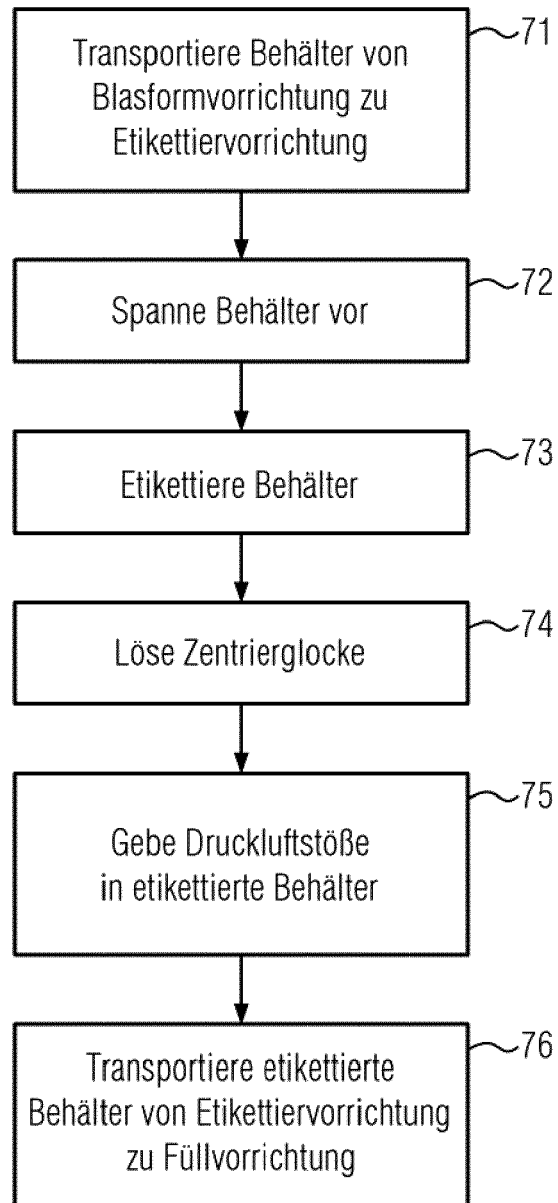 71
Transportiere Behälter von
Blasformvorrichtung zu
Etikettiervorrichtung
72
Spanne Behälter vor
73
Etikettiere Behälter
74
Löse Zentrierglocke
75
Gebe Druckluftstöße
in etikettierte Behälter
76
Transportiere etikettierte
Behälter von Etikettiervorrichtung
zu Füllvorrichtung